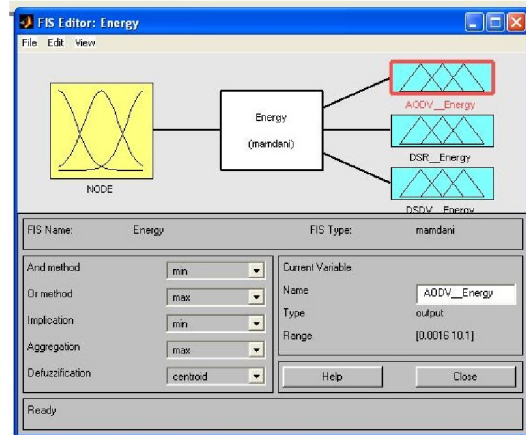 FIS Editor: Energy
File Edit View
NODE
Energy
(mamdani)
AODV__Energy
DSR__Energy
DSDV__Energy
FIS Name: Energy FIS Type: mamdani
And method min
Or method max
Implication min
Aggregation max
Defuzzification centroid
Current Variable
Name AODV__Energy
Type output
Range [0.0016 10.1]
Help Close
Ready